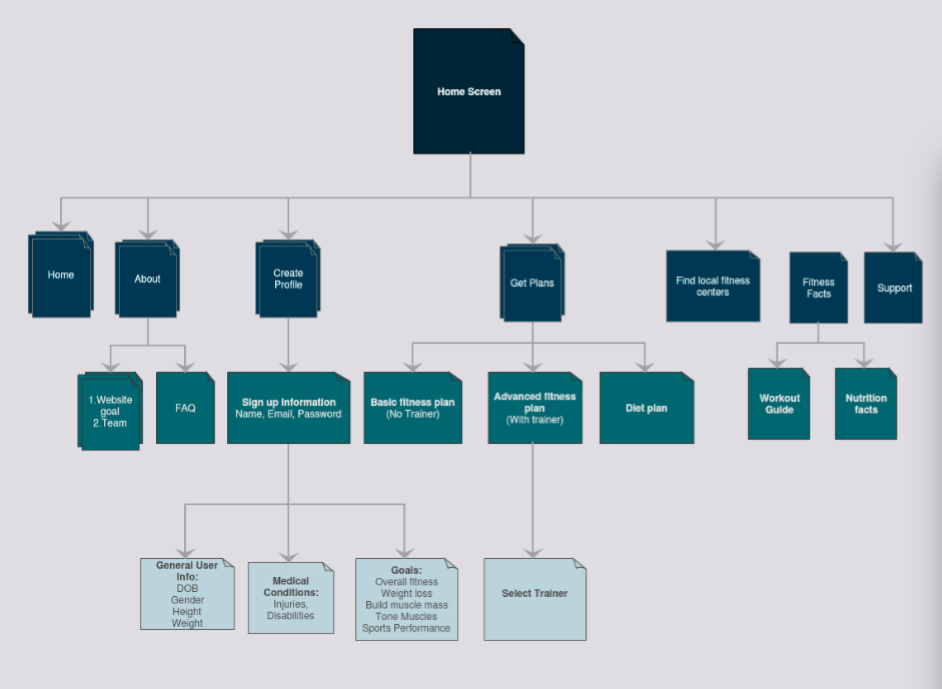 Home Screen
Home
About
Create
Profile
Get Plans
Find local fitness
centers
Fitness
Facts
Support
1.Website
goal
2.Team
FAQ
Sign up information
Name, Email, Password
Basic fitness plan
(No Trainer)
Advanced fitness
plan
(With trainer)
Diet plan
Workout
Guide
Nutrition
facts
General User
Info:
DOB
Gender
Height
Weight
Medical
Conditions:
Injuries,
Disabilities
Goals:
Overall fitness
Weight loss
Build muscle mass
Tone Muscles
Sports Performance
Select Trainer